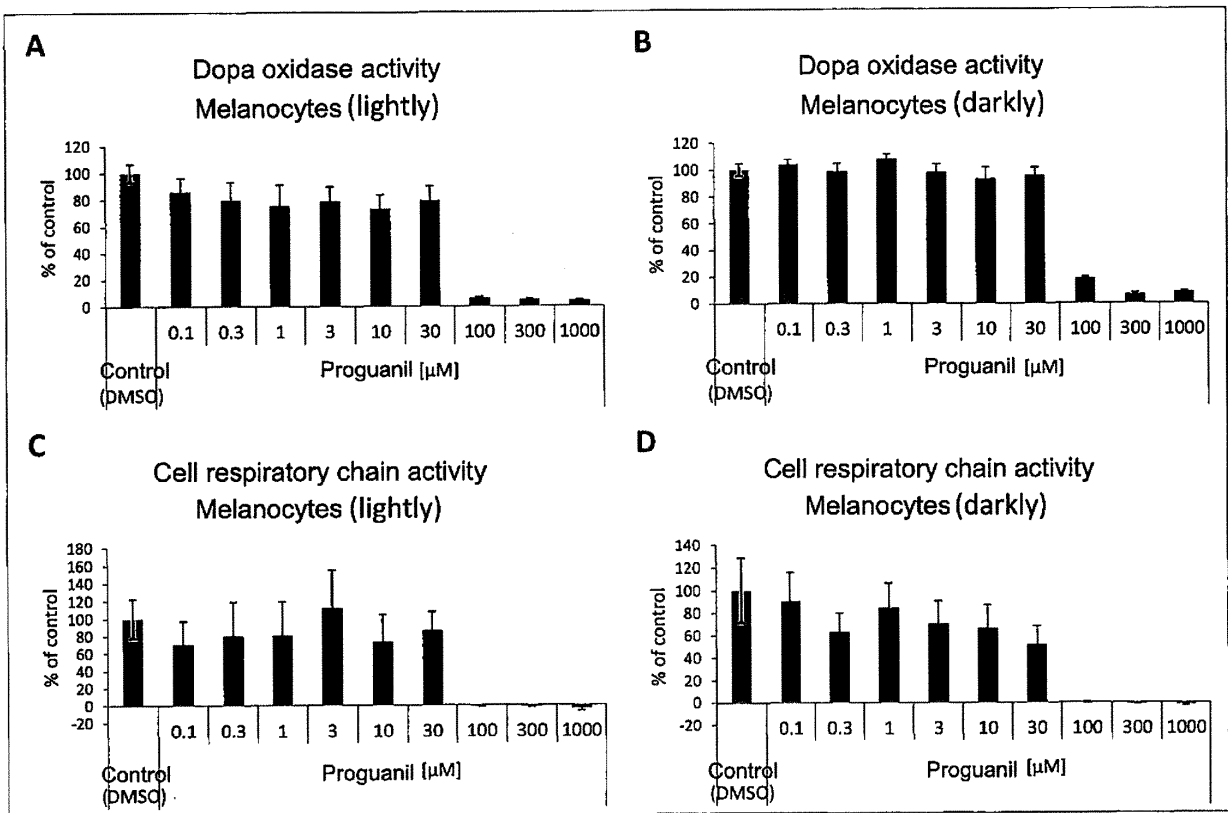 A
Dopa oxidase activity
Melanocytes (lightly)
% of control
120
100
80
60
40
20
0
0.1 0.3 1 3 10 30 100 300 1000
Control
(DMSO)
Proguanil [µM]
B
Dopa oxidase activity
Melanocytes (darkly)
% of control
120
100
80
60
40
20
0
0.1 0.3 1 3 10 30 100 300 1000
Control
(DMSO)
Proguanil [µM]
C
Cell respiratory chain activity
Melanocytes (lightly)
% of control
180
160
140
120
100
80
60
40
20
0
-20
0.1 0.3 1 3 10 30 100 300 1000
Control
(DMSO)
Proguanil [µM]
D
Cell respiratory chain activity
Melanocytes (darkly)
% of control
140
120
100
80
60
40
20
0
-20
0.1 0.3 1 3 10 30 100 300 1000
Control
(DMSO)
Proguanil [µM]